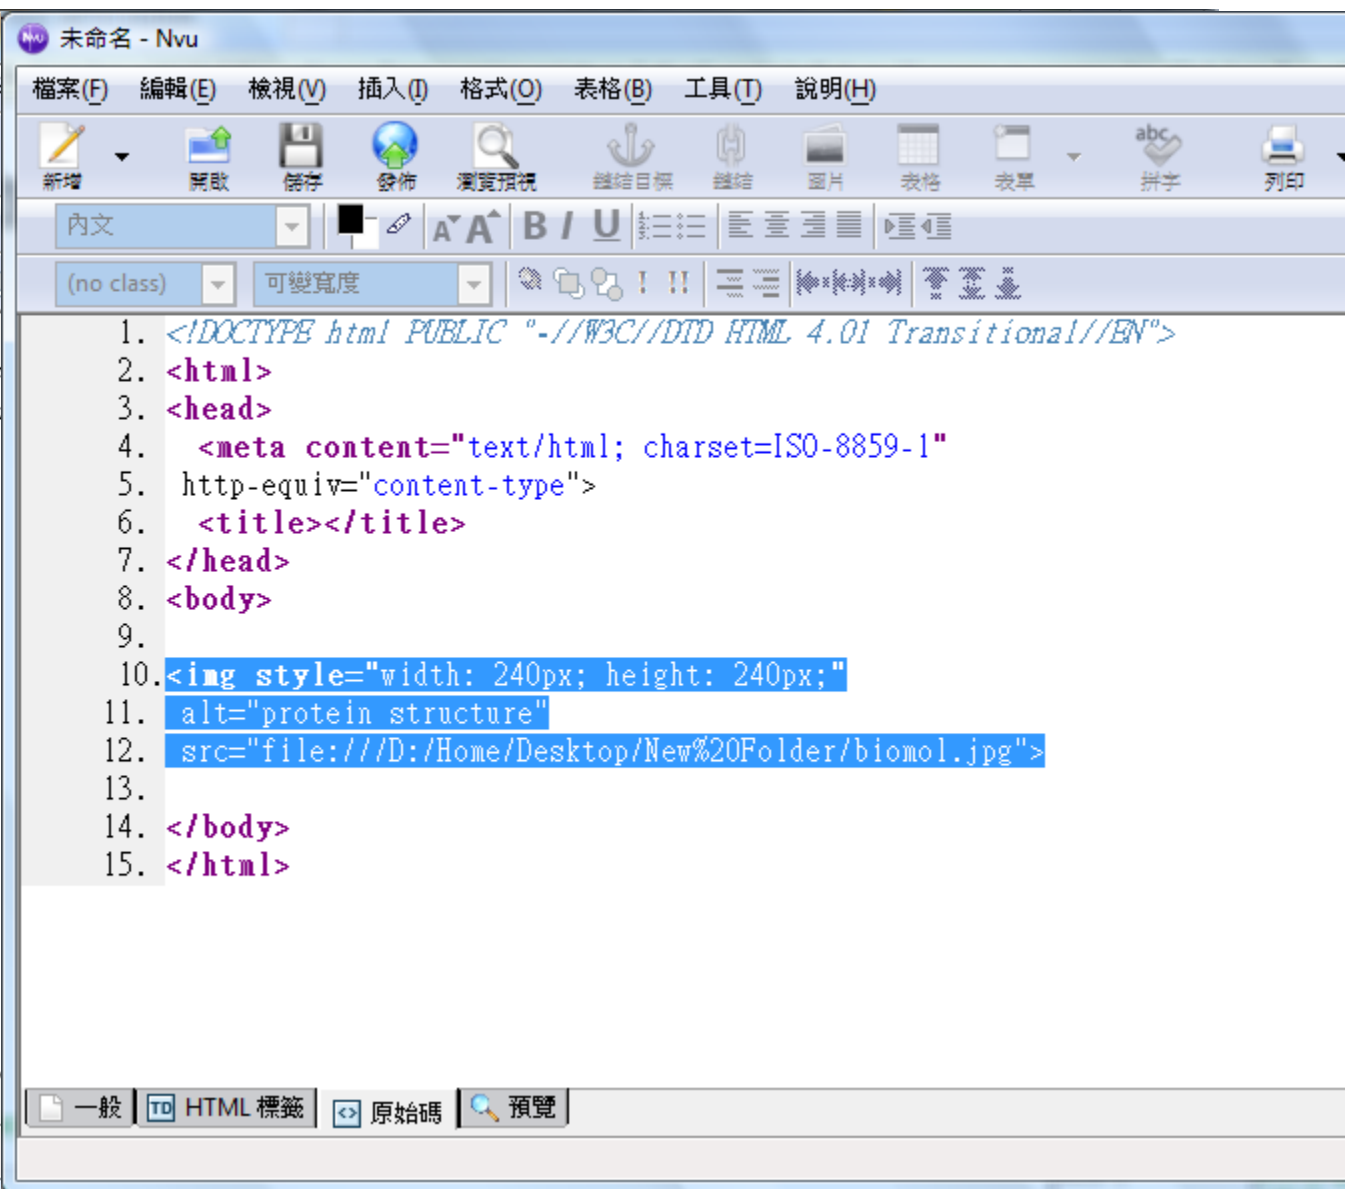 未命名 - Nvu
檔案(F) 編輯(E) 檢視(V) 插入(I) 格式(O) 表格(B) 工具(T) 說明(H)
新增 開啟 儲存 發佈 瀏覽預視 鏈結目標 鏈結 圖片 表格 表單 拼字 列印
內文
(no class) 可變寬度
1. <!DOCTYPE html PUBLIC "-//W3C//DTD HTML 4.01 Transitional//EN">
2. <html>
3. <head>
4. <meta content="text/html; charset=ISO-8859-1"
5. http-equiv="content-type">
6. <title></title>
7. </head>
8. <body>
9.
10. <img style="width: 240px; height: 240px;"
11. alt="protein structure"
12. src="file:///D:/Home/Desktop/New%20Folder/biomol.jpg">
13.
14. </body>
15. </html>
一般 HTML 標籤 原始碼 預覽